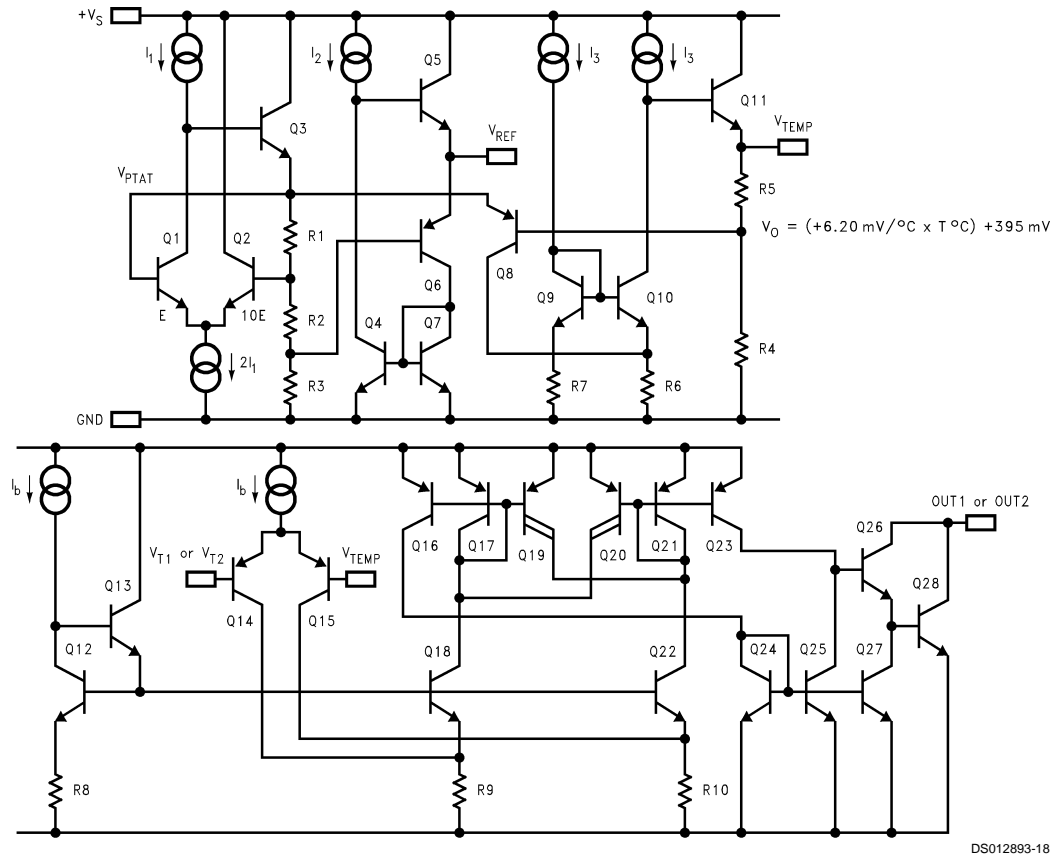 +VS
I1
I2
I3
I3
Q5
Q3
Q11
VREF
VTEMP
VPTAT
R5
R1
VO = (+6.20 mV/°C x T °C) +395 mV
Q1
Q2
Q8
Q6
Q9
Q10
E
10E
R2
Q4
Q7
2I1
R3
R7
R6
R4
GND
Ib
Ib
OUT1 or OUT2
Q16
Q17
Q19
Q20
Q21
Q23
Q26
VT1 or VT2
VTEMP
Q13
Q28
Q14
Q15
Q12
Q18
Q22
Q24
Q25
Q27
R8
R9
R10
DS012893-18